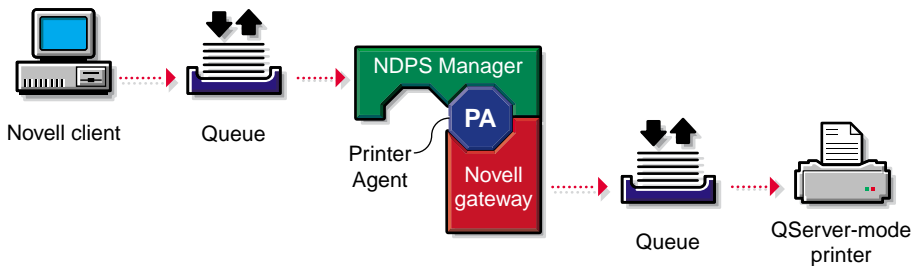 Novell client
Queue
NDPS Manager
PA
Printer
Agent
Novell
gateway
Queue
QServer-mode
printer